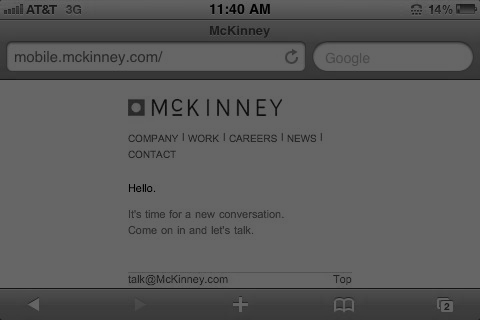 AT&T 3G 11:40 AM 14%
McKinney
mobile.mckinney.com/ Google
McKINNEY
COMPANY | WORK | CAREERS | NEWS |
CONTACT
Hello.
It's time for a new conversation.
Come on in and let's talk.
talk@McKinney.com Top
2